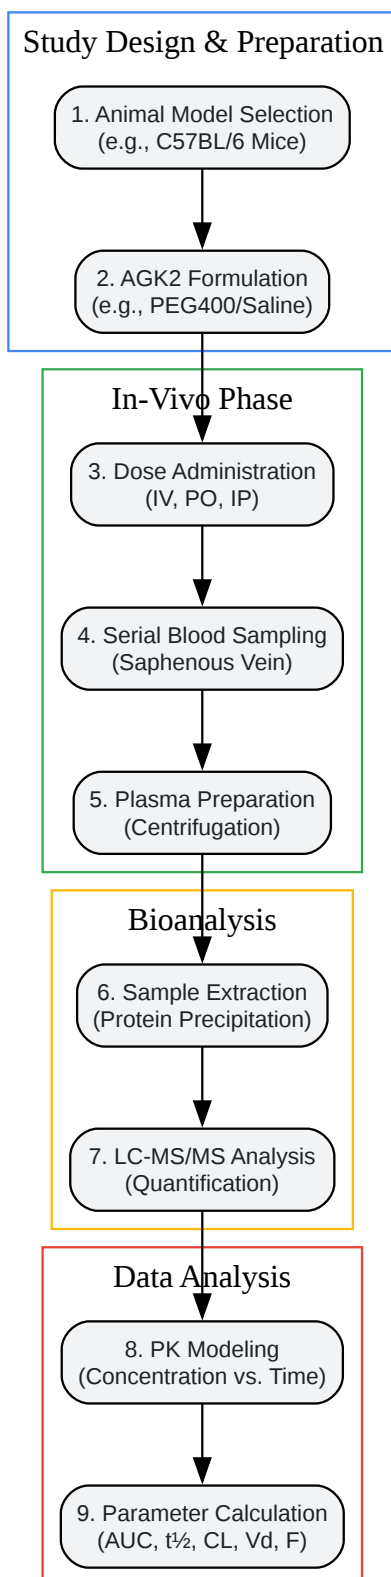 Study Design & Preparation
1. Animal Model Selection
(e.g., C57BL/6 Mice)
2. AGK2 Formulation
(e.g., PEG400/Saline)
In-Vivo Phase
3. Dose Administration
(IV, PO, IP)
4. Serial Blood Sampling
(Saphenous Vein)
5. Plasma Preparation
(Centrifugation)
Bioanalysis
6. Sample Extraction
(Protein Precipitation)
7. LC-MS/MS Analysis
(Quantification)
Data Analysis
8. PK Modeling
(Concentration vs. Time)
9. Parameter Calculation
(AUC, t½, CL, Vd, F)